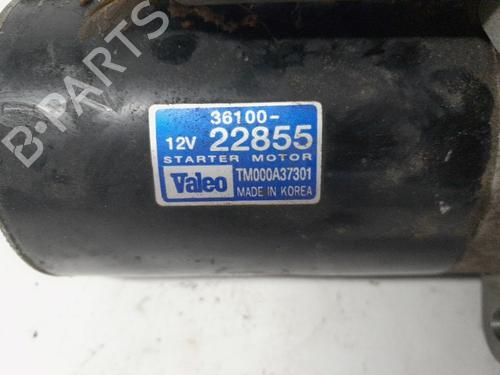 B-PARTS
36100-
12V 22855
STARTER MOTOR
Valeo TM000A37301
MADE IN KOREA